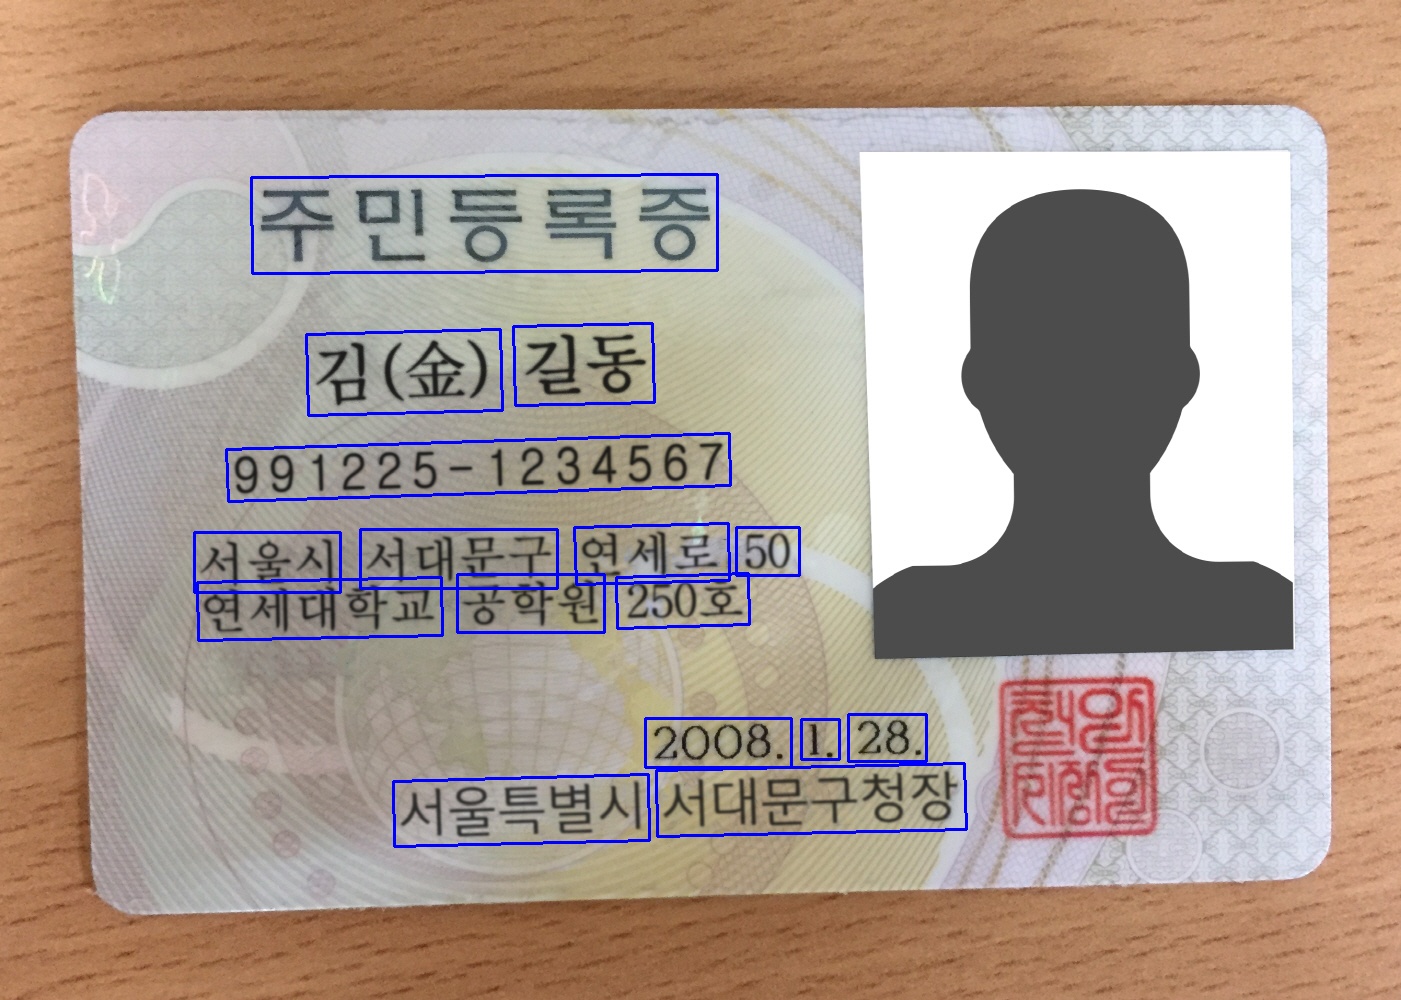 주민등록증
김(金) 길동
991225-1234567
서울시 서대문구 연세로 50
연세대학교 공학원 250호
2008. 1. 28.
서울특별시 서대문구청장